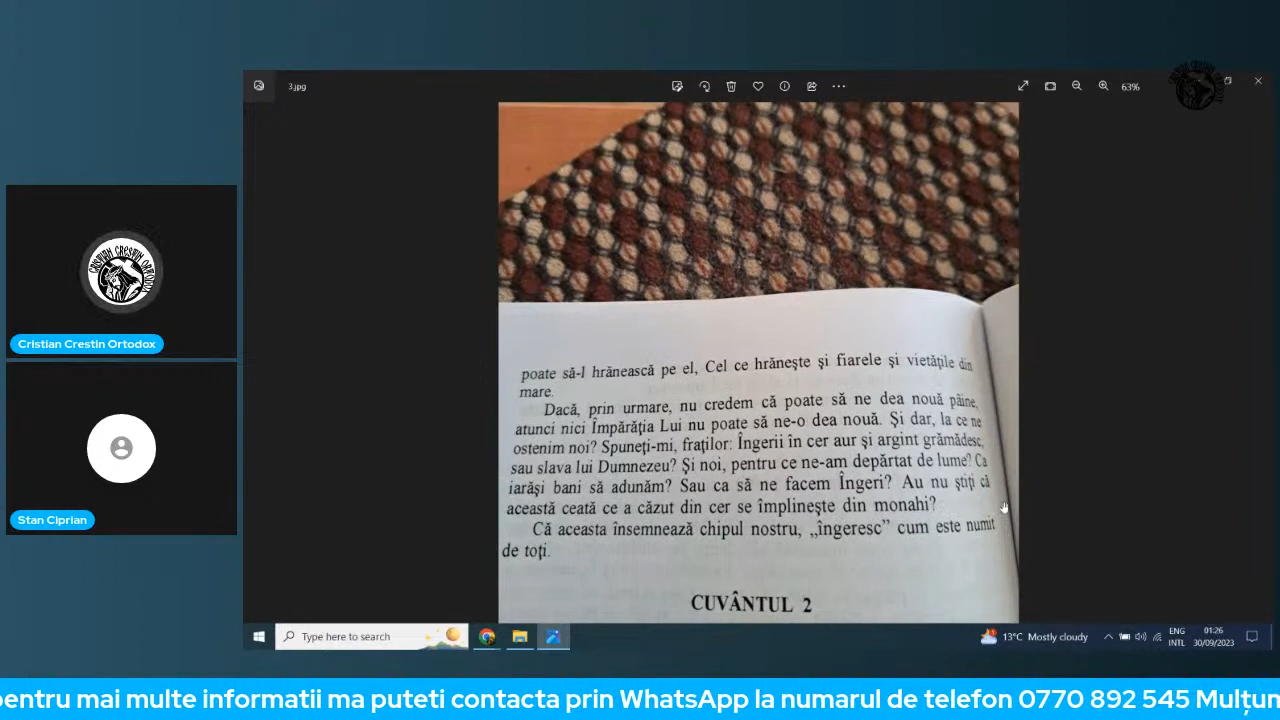 3.jpg
63%
poate să-l hrănească pe el, Cel ce hrănește și fiarele și vietățile din
mare.
Dacă, prin urmare, nu credem că poate să ne dea nouă pâine,
atunci nici Împărăția Lui nu poate să ne-o dea nouă. Și dar, la ce ne
ostenim noi? Spuneți-mi, fraților: Îngerii în cer aur și argint grămădesc,
sau slava lui Dumnezeu? Și noi, pentru ce ne-am depărtat de lume? Ca
iarăși bani să adunăm? Sau ca să ne facem Îngeri? Au nu știți că
această ceată ce a căzut din cer se împlinește din monahi?
Că aceasta însemnează chipul nostru, „îngeresc” cum este numit
de toți.
CUVÂNTUL 2
CRISTIAN CRESTIN ORTODOX
Cristian Crestin Ortodox
Stan Ciprian
Type here to search
13°C Mostly cloudy
ENG
INTL
01:26
30/09/2023
pentru mai multe informatii ma puteti contacta prin WhatsApp la numarul de telefon 0770 892 545 Mulțum